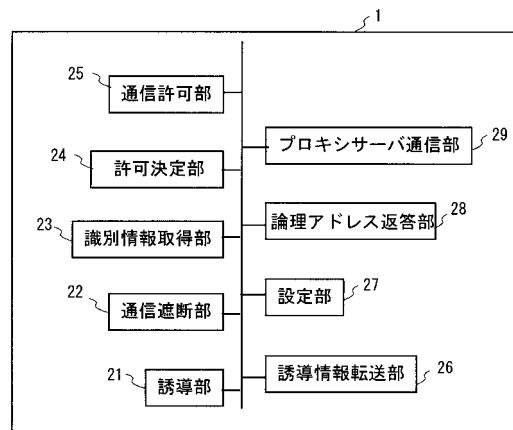 1
25
通信許可部
プロキシサーバ通信部
29
24
許可決定部
23
識別情報取得部
論理アドレス返答部
28
22
通信遮断部
設定部
27
21
誘導部
誘導情報転送部
26